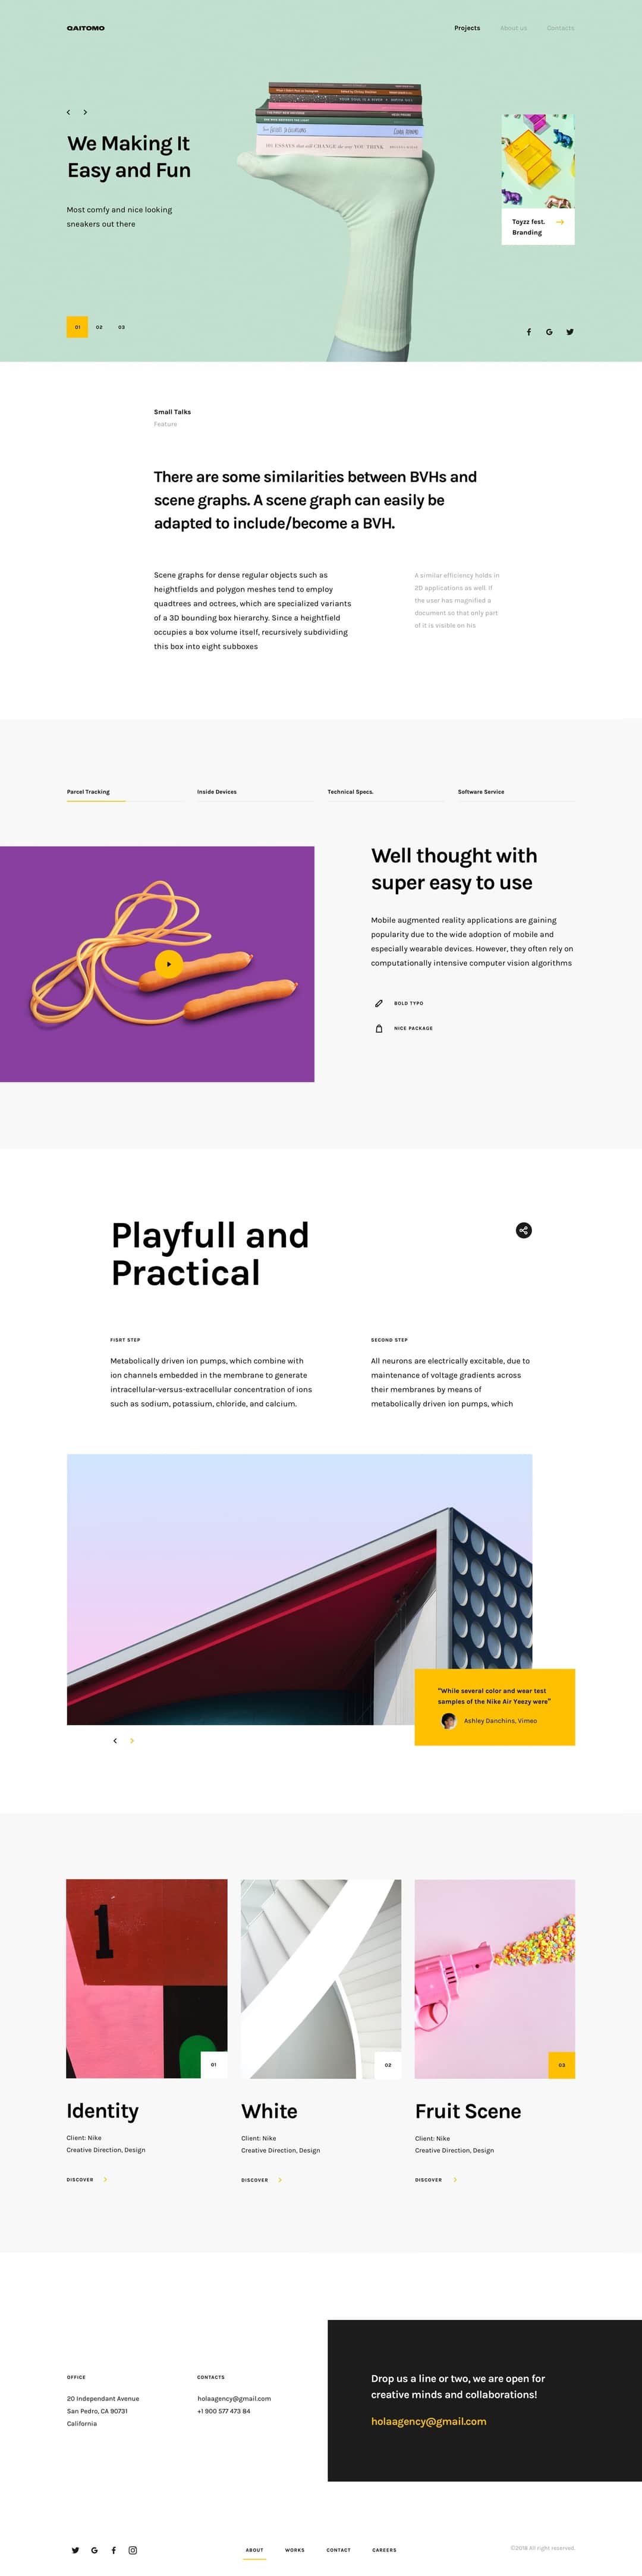 GAITOMO
Projects About us Contacts
We Making It
Easy and Fun
Most comfy and nice looking
sneakers out there
101 ESSAYS that will CHANGE the way YOU THINK
Toyzz fest.
Branding
01 02 03
Small Talks
Feature
There are some similarities between BVHs and
scene graphs. A scene graph can easily be
adapted to include/become a BVH.
Scene graphs for dense regular objects such as
heightfields and polygon meshes tend to employ
quadtrees and octrees, which are specialized variants
of a 3D bounding box hierarchy. Since a heightfield
occupies a box volume itself, recursively subdividing
this box into eight subboxes
A similar efficiency holds in
2D applications as well. If
the user has magnified a
document so that only part
of it is visible on his
Parcel Tracking
Inside Devices
Technical Specs.
Software Service
Well thought with
super easy to use
Mobile augmented reality applications are gaining
popularity due to the wide adoption of mobile and
especially wearable devices. However, they often rely on
computationally intensive computer vision algorithms
BOLD TYPO
NICE PACKAGE
Playfull and
Practical
FISRT STEP
Metabolically driven ion pumps, which combine with
ion channels embedded in the membrane to generate
intracellular-versus-extracellular concentration of ions
such as sodium, potassium, chloride, and calcium.
SECOND STEP
All neurons are electrically excitable, due to
maintenance of voltage gradients across
their membranes by means of
metabolically driven ion pumps, which
"While several color and wear test
samples of the Nike Air Yeezy were"
Ashley Danchins, Vimeo
1
01
02
03
Identity
Client: Nike
Creative Direction, Design
DISCOVER
White
Client: Nike
Creative Direction, Design
DISCOVER
Fruit Scene
Client: Nike
Creative Direction, Design
DISCOVER
OFFICE
20 Independant Avenue
San Pedro, CA 90731
California
CONTACTS
holaagency@gmail.com
+1 900 577 473 84
Drop us a line or two, we are open for
creative minds and collaborations!
holaagency@gmail.com
ABOUT WORKS CONTACT CAREERS
©2018 All right reserved.